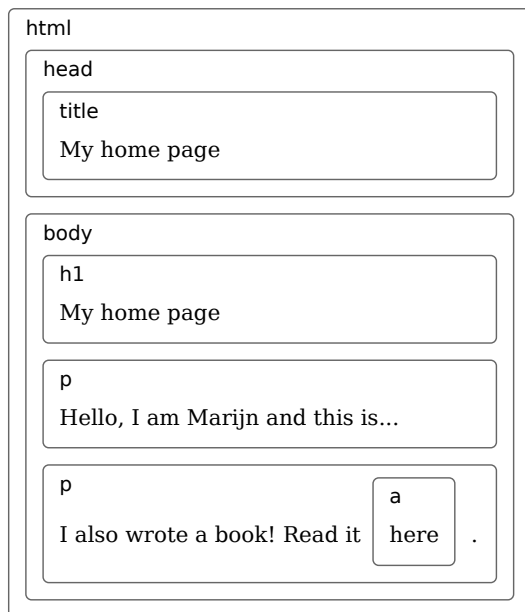 html
head
title
My home page
body
h1
My home page
p
Hello, I am Marijn and this is...
p
a
I also wrote a book! Read it here .